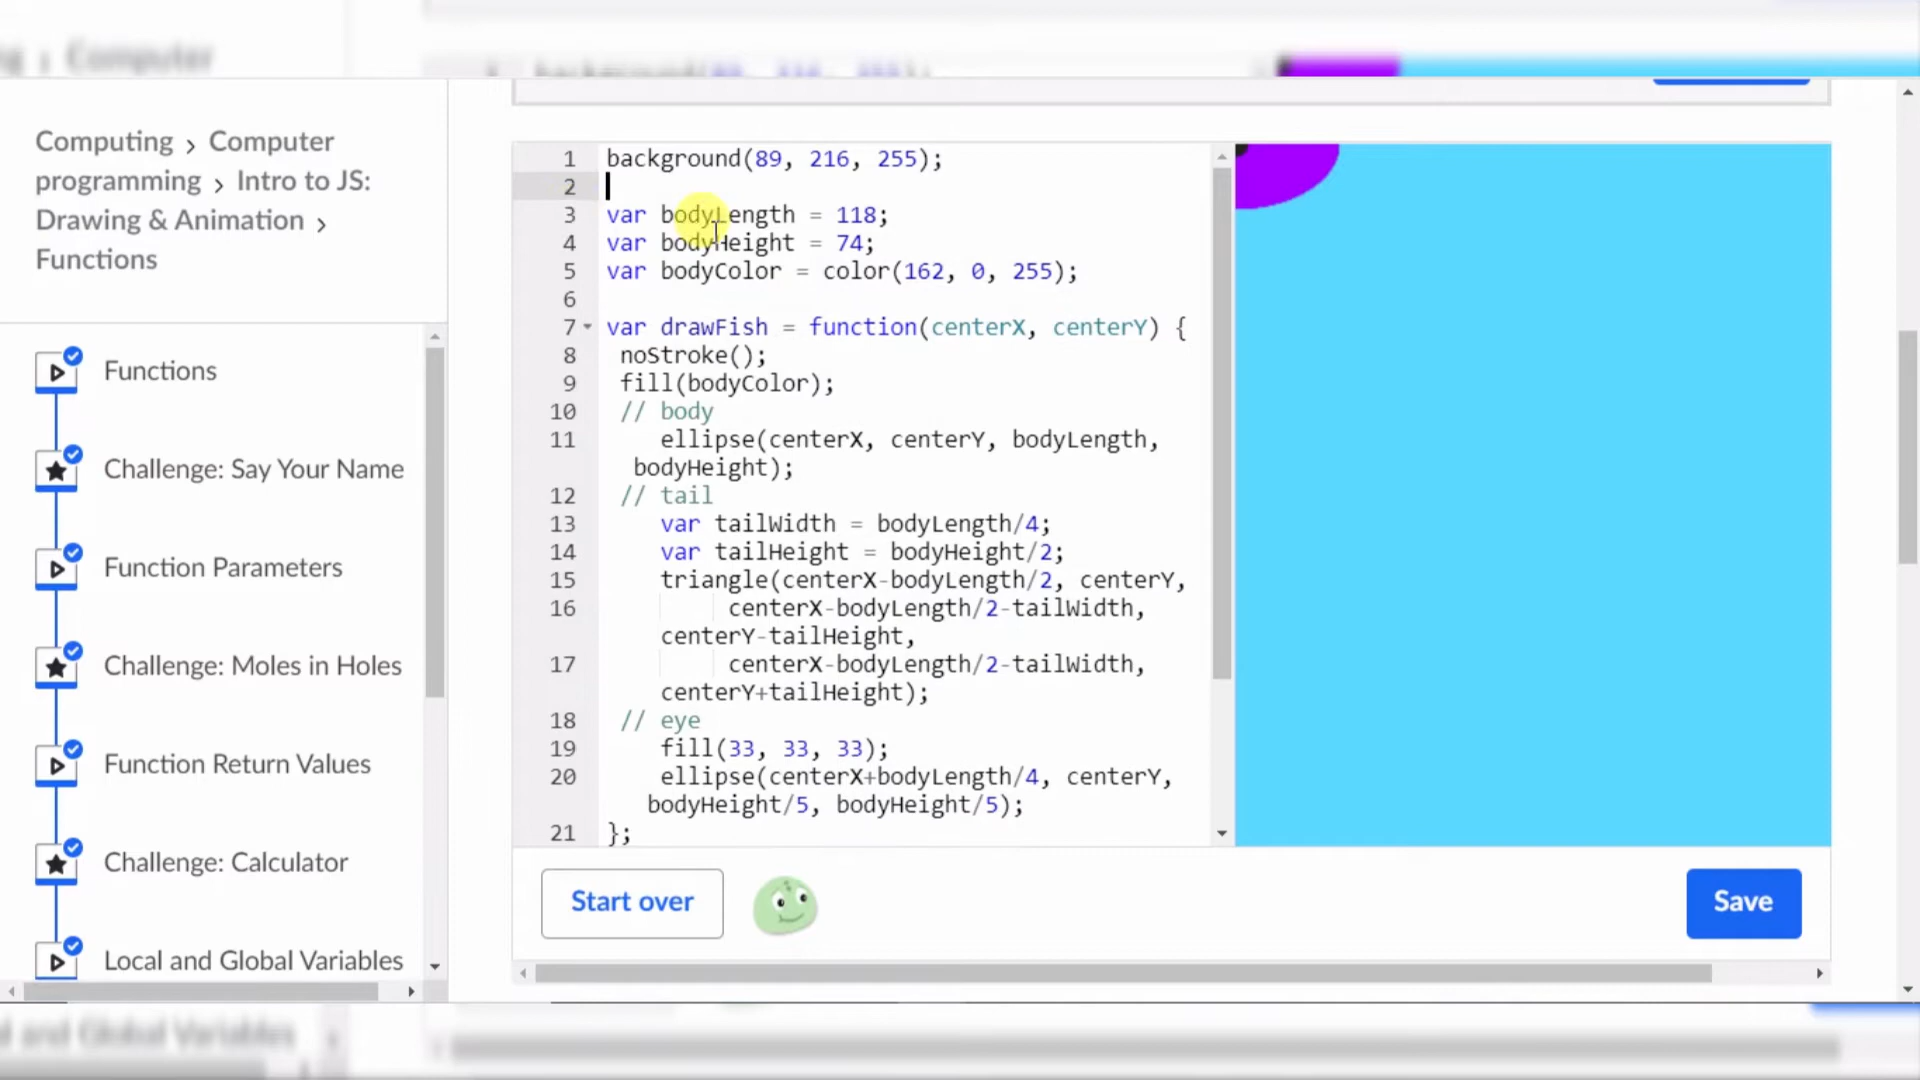 Computing > Computer
programming > Intro to JS:
Drawing & Animation >
Functions
Functions
Challenge: Say Your Name
Function Parameters
Challenge: Moles in Holes
Function Return Values
Challenge: Calculator
Local and Global Variables
1 background(89, 216, 255);
2
3 var bodyLength = 118;
4 var bodyHeight = 74;
5 var bodyColor = color(162, 0, 255);
6
7 var drawFish = function(centerX, centerY) {
8 noStroke();
9 fill(bodyColor);
10 // body
11 ellipse(centerX, centerY, bodyLength,
bodyHeight);
12 // tail
13 var tailWidth = bodyLength/4;
14 var tailHeight = bodyHeight/2;
15 triangle(centerX-bodyLength/2, centerY,
16 centerX-bodyLength/2-tailWidth,
centerY-tailHeight,
17 centerX-bodyLength/2-tailWidth,
centerY+tailHeight);
18 // eye
19 fill(33, 33, 33);
20 ellipse(centerX+bodyLength/4, centerY,
bodyHeight/5, bodyHeight/5);
21 };
Start over
Save